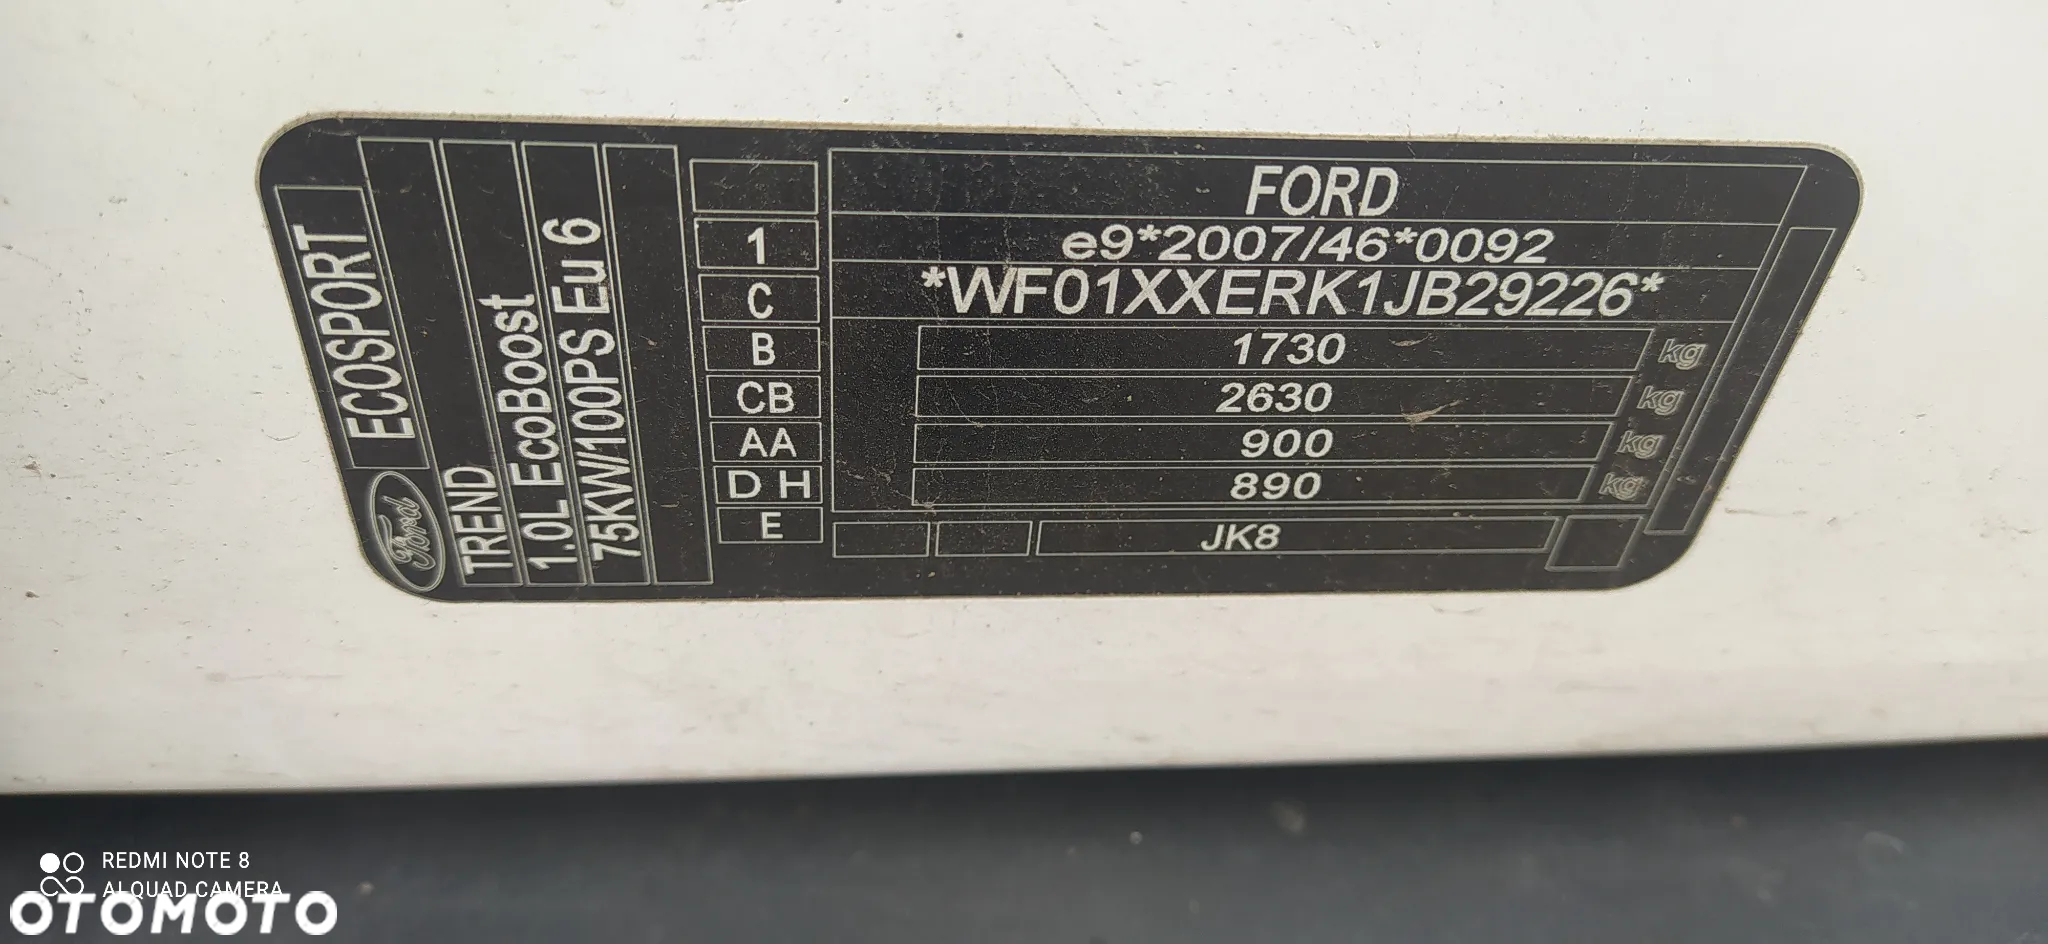 FORD
1 e9*2007/46*0092
C *WF01XXERK1JB29226*
B 1730 kg
CB 2630 kg
AA 900 kg
D H 890 kg
E JK8
Ford ECOSPORT
TREND
1.0L EcoBoost
75KW/100PS Eu 6
REDMI NOTE 8
AI QUAD CAMERA
OTOMOTO